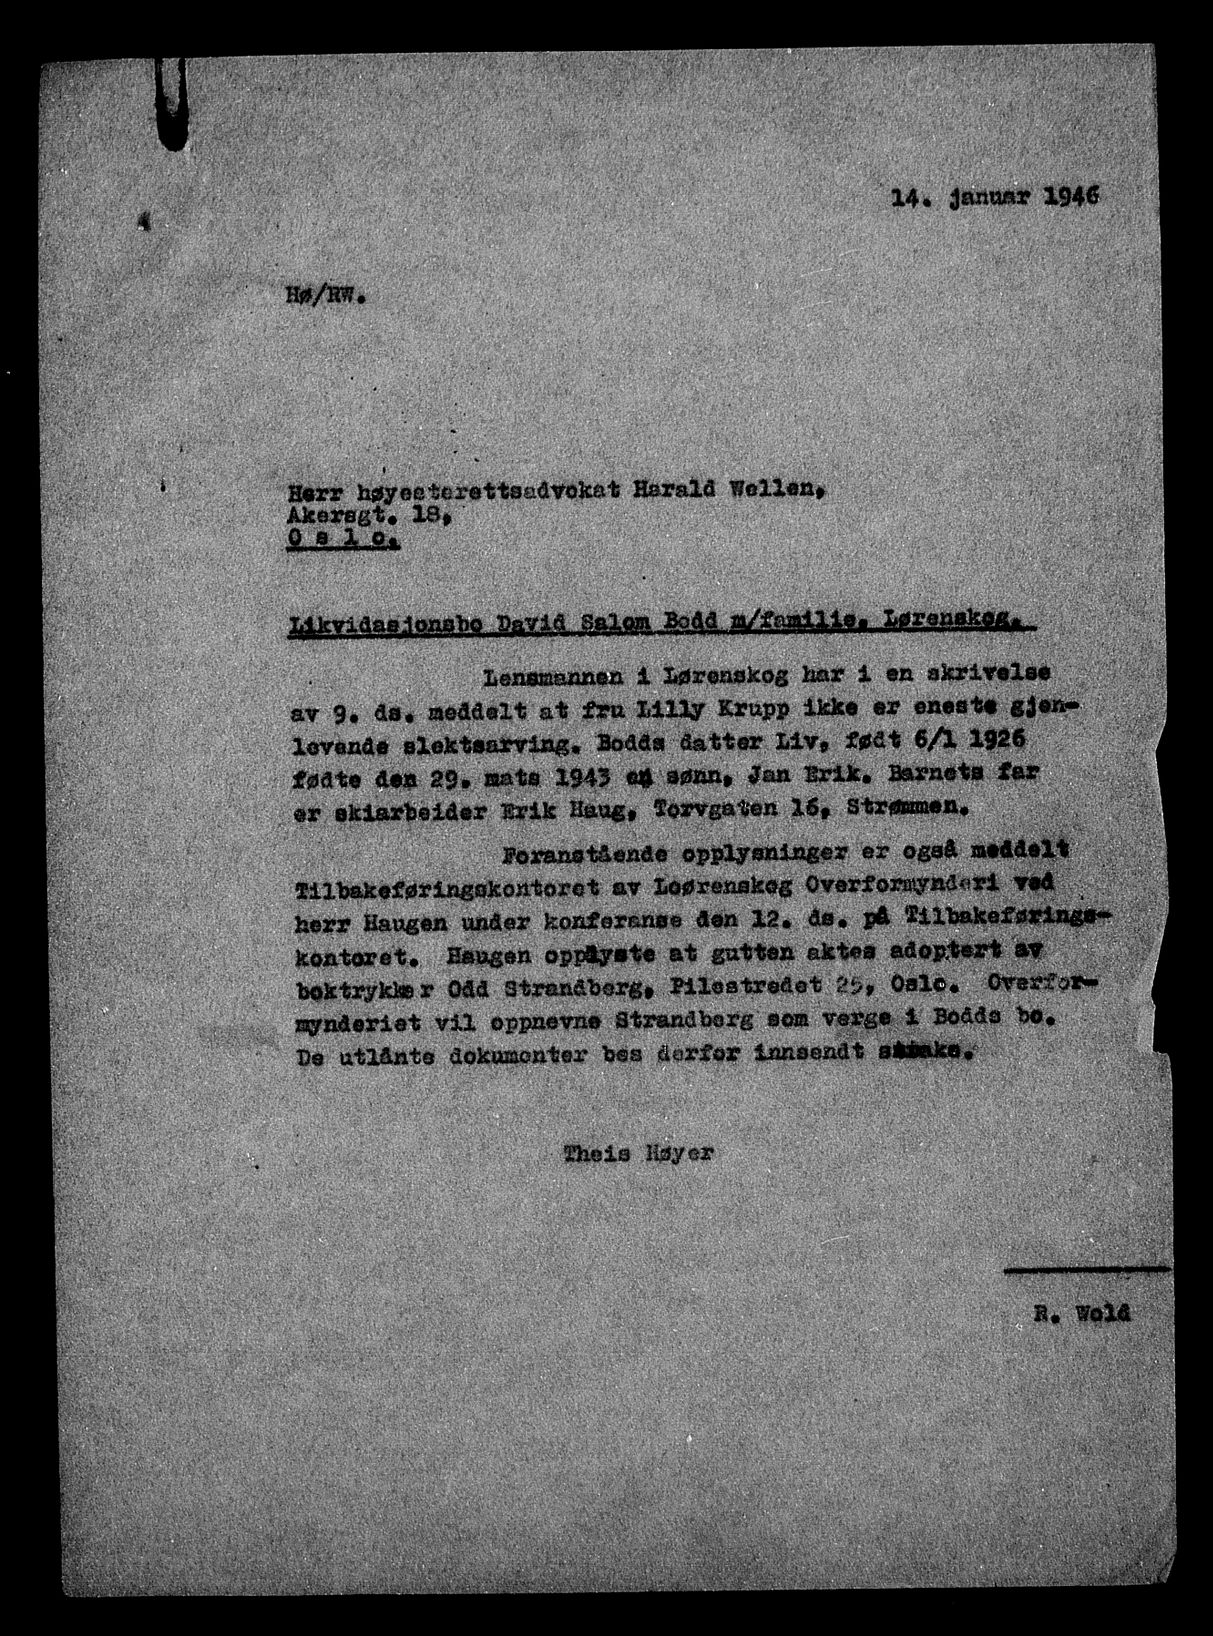 14. januar 1946
Hø/RW.
Herr høyesterettsadvokat Harald Wellen,
Akersgt. 18,
O s l o.
Likvidasjonsbo David Salom Bodd m/familie. Lørenskog.
Lensmannen i Lørenskog har i en skrivelse
av 9. ds. meddelt at fru Lilly Krupp ikke er eneste gjen-
levende slektsarving. Bodds datter Liv, født 6/1 1926
fødte den 29. mats 1943 en sønn, Jan Erik. Barnets far
er skiarbeider Erik Haug, Torvgaten 16, Strømmen.
Foranstående opplysninger er også meddelt
Tilbakeføringskontoret av Loørenskog Overformynderi ved
herr Haugen under konferanse den 12. ds. på Tilbakeførings-
kontoret. Haugen opplyste at gutten aktes adoptert av
boktrykker Odd Strandberg, Pilestredet 25, Oslo. Overfor-
mynderiet vil oppnevne Strandberg som verge i Bodds bo.
De utlånte dokumenter bes derfor innsendt
Theis Høyer
R. Wold